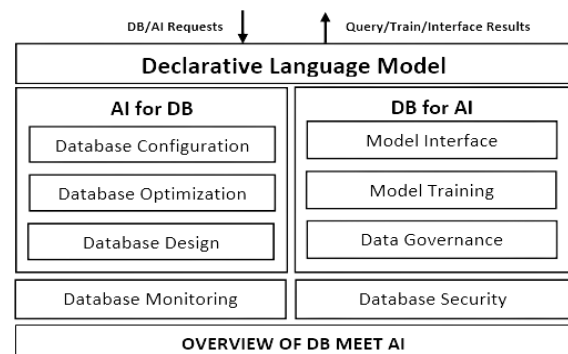 DB/AI Requests
Query/Train/Interface Results
Declarative Language Model
AI for DB
Database Configuration
Database Optimization
Database Design
DB for AI
Model Interface
Model Training
Data Governance
Database Monitoring
Database Security
OVERVIEW OF DB MEET AI